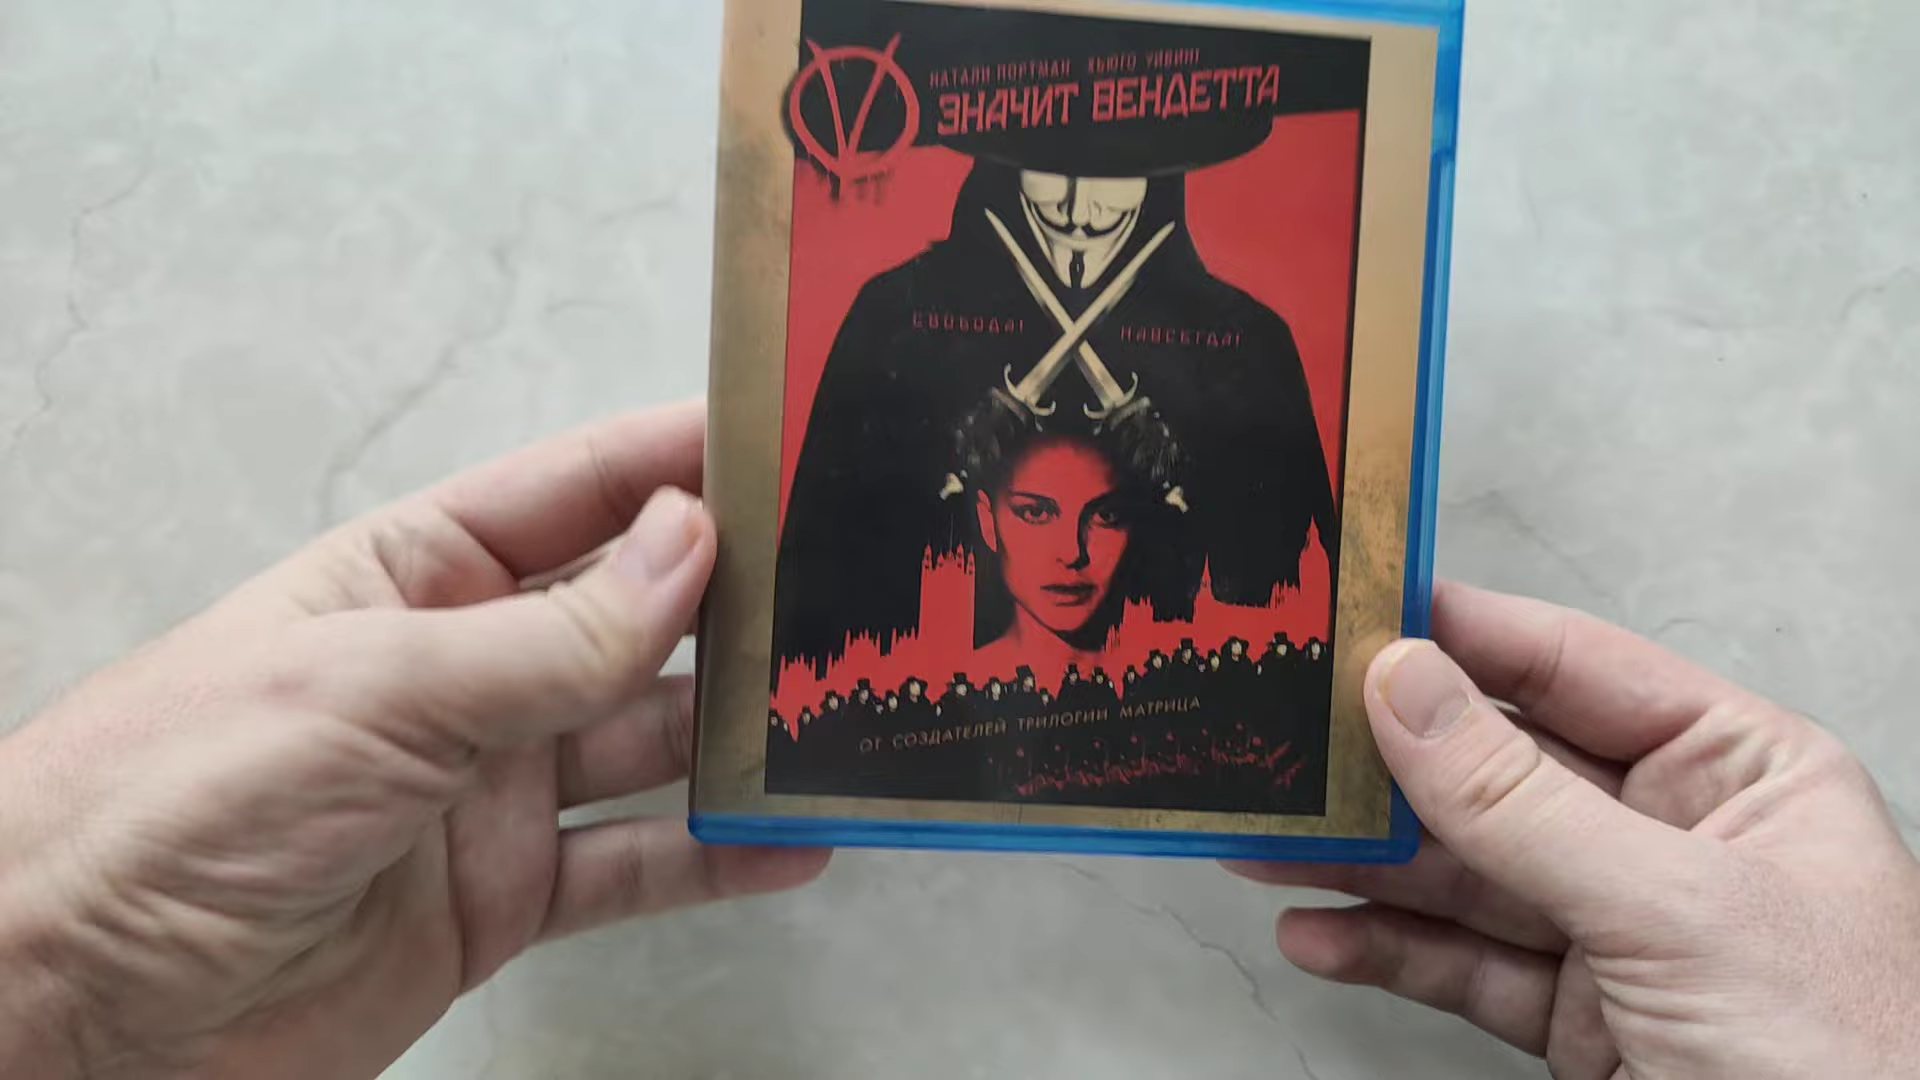 НАТАЛИ ПОРТМАН ХЬЮГО УИВИНГ
V ЗНАЧИТ ВЕНДЕТТА
СВОБОДА! НАВСЕГДА!
ОТ СОЗДАТЕЛЕЙ ТРИЛОГИИ МАТРИЦА